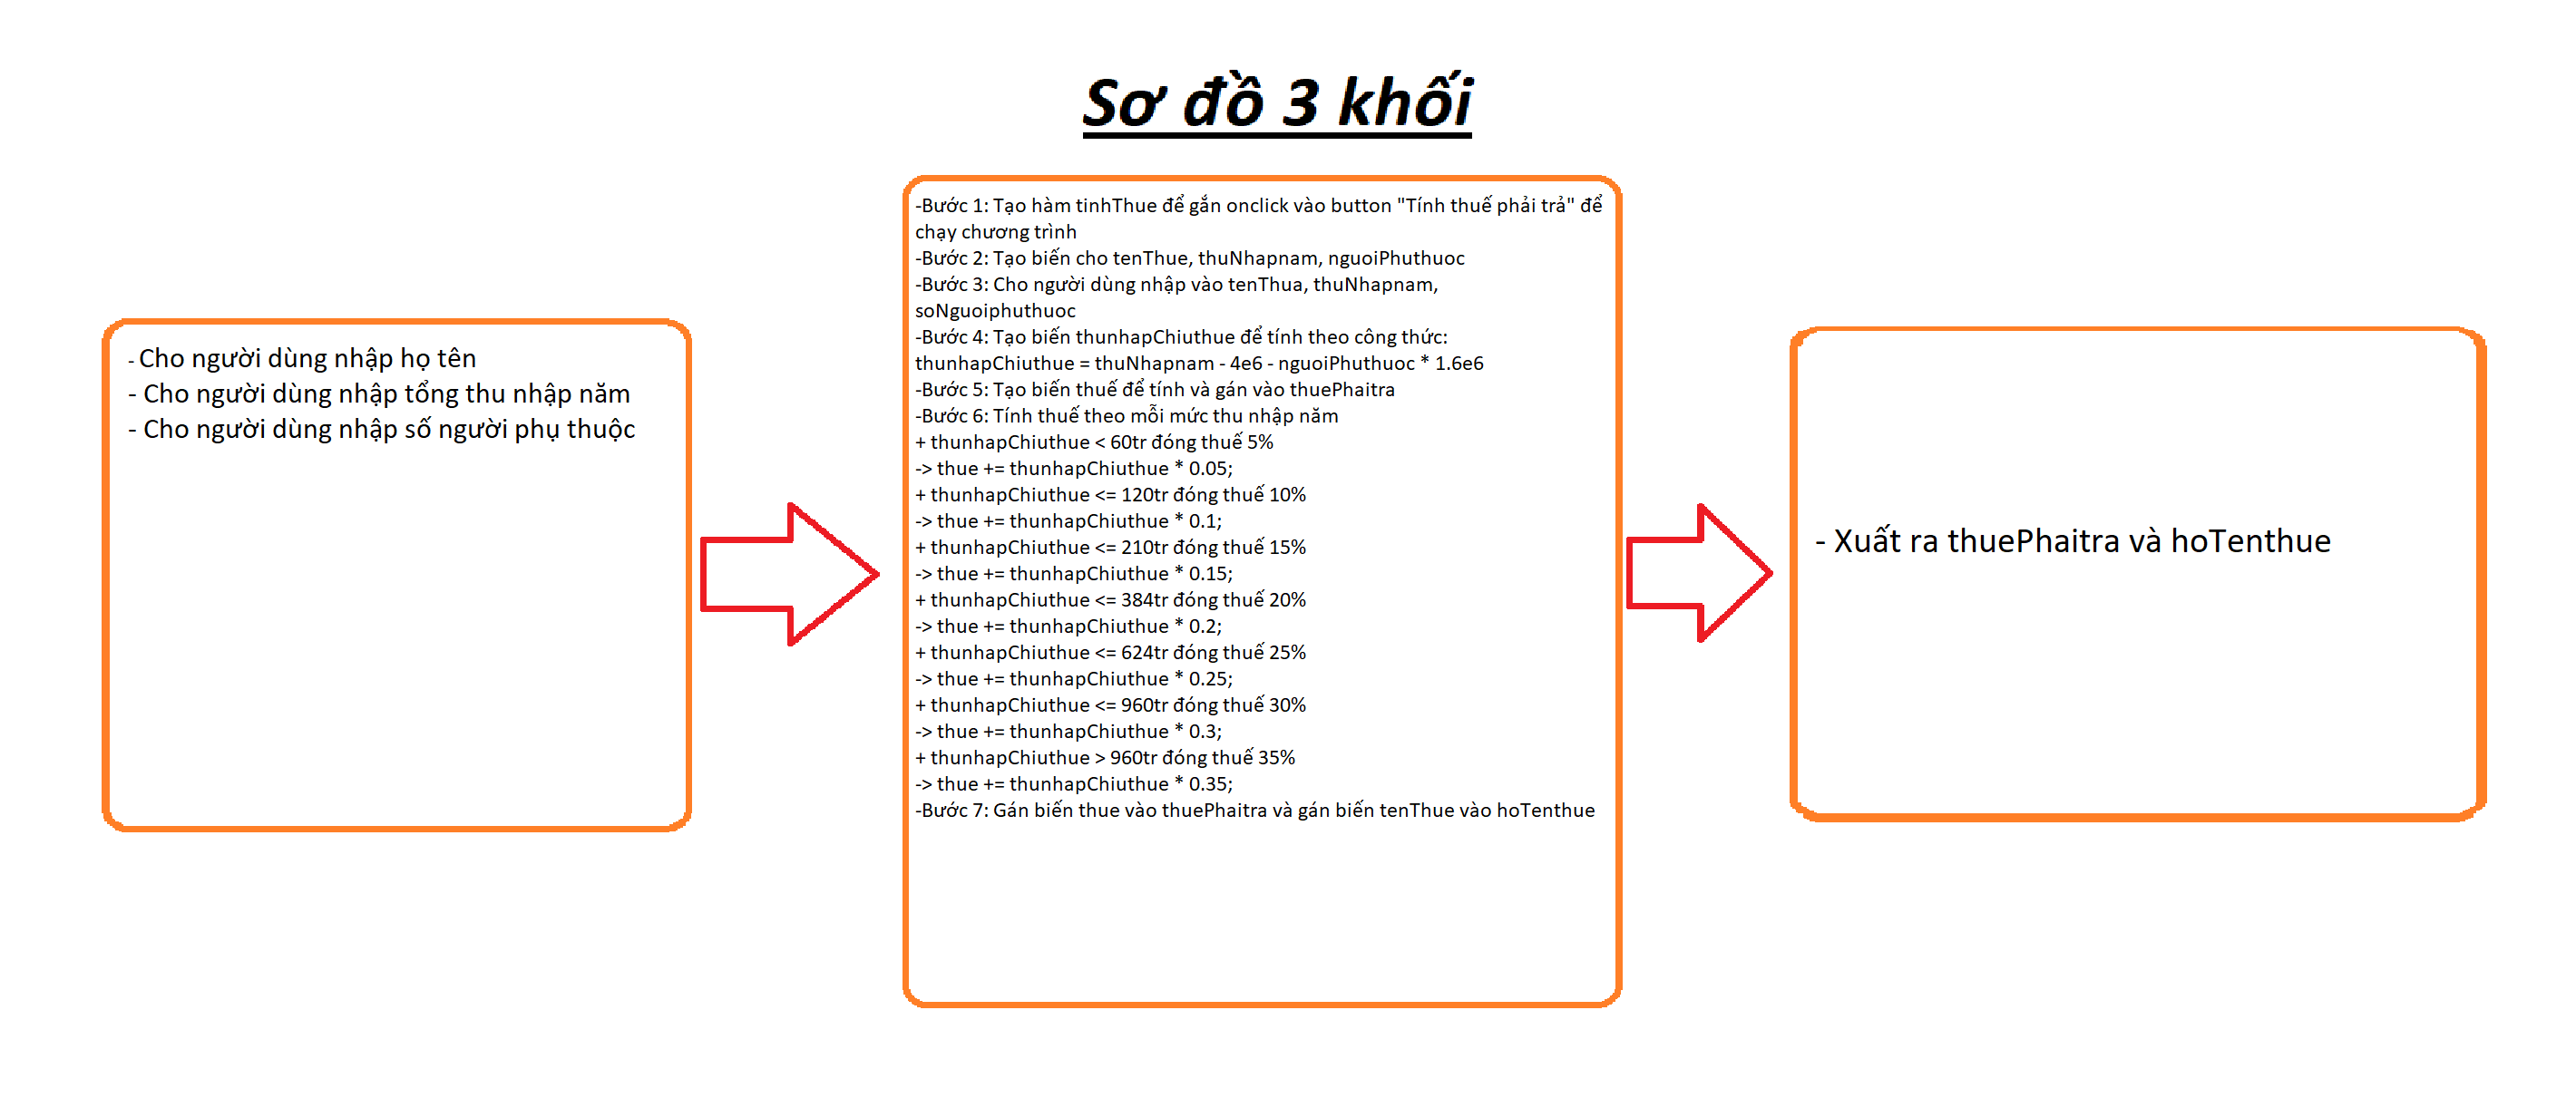 Sơ đồ 3 khối
- Cho người dùng nhập họ tên
- Cho người dùng nhập tổng thu nhập năm
- Cho người dùng nhập số người phụ thuộc
-Bước 1: Tạo hàm tinhThue để gắn onclick vào button "Tính thuế phải trả" để
chạy chương trình
-Bước 2: Tạo biến cho tenThue, thuNhapnam, nguoiPhuthuoc
-Bước 3: Cho người dùng nhập vào tenThua, thuNhapnam,
soNguoiphuthuoc
-Bước 4: Tạo biến thunhapChiuthue để tính theo công thức:
thunhapChiuthue = thuNhapnam - 4e6 - nguoiPhuthuoc * 1.6e6
-Bước 5: Tạo biến thuế để tính và gán vào thuePhaitra
-Bước 6: Tính thuế theo mỗi mức thu nhập năm
+ thunhapChiuthue < 60tr đóng thuế 5%
-> thue += thunhapChiuthue * 0.05;
+ thunhapChiuthue <= 120tr đóng thuế 10%
-> thue += thunhapChiuthue * 0.1;
+ thunhapChiuthue <= 210tr đóng thuế 15%
-> thue += thunhapChiuthue * 0.15;
+ thunhapChiuthue <= 384tr đóng thuế 20%
-> thue += thunhapChiuthue * 0.2;
+ thunhapChiuthue <= 624tr đóng thuế 25%
-> thue += thunhapChiuthue * 0.25;
+ thunhapChiuthue <= 960tr đóng thuế 30%
-> thue += thunhapChiuthue * 0.3;
+ thunhapChiuthue > 960tr đóng thuế 35%
-> thue += thunhapChiuthue * 0.35;
-Bước 7: Gán biến thue vào thuePhaitra và gán biến tenThue vào hoTenthue
- Xuất ra thuePhaitra và hoTenthue